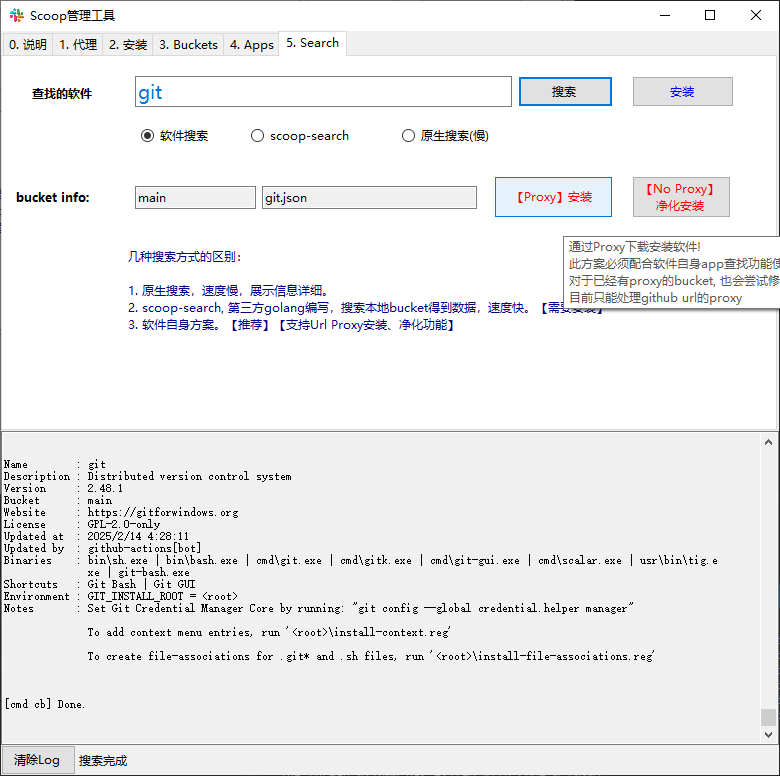 Scoop管理工具
0. 说明 1. 代理 2. 安装 3. Buckets 4. Apps 5. Search
查找的软件 git 搜索 安装
软件搜索 scoop-search 原生搜索(慢)
bucket info: main git.json 【Proxy】安装 【No Proxy】
净化安装
几种搜索方式的区别:
通过Proxy下载安装软件!
此方案必须配合软件自身app查找功能使
对于已经有proxy的bucket, 也会尝试修
目前只能处理github url的proxy
1. 原生搜索，速度慢，展示信息详细。
2. scoop-search, 第三方golang编写，搜索本地bucket得到数据，速度快。【需要安装】
3. 软件自身方案。【推荐】【支持Url Proxy安装、净化功能】
Name : git
Description : Distributed version control system
Version : 2.48.1
Bucket : main
Website : https://gitforwindows.org
License : GPL-2.0-only
Updated at : 2025/2/14 4:28:11
Updated by : github-actions[bot]
Binaries : bin\sh.exe | bin\bash.exe | cmd\git.exe | cmd\gitk.exe | cmd\git-gui.exe | cmd\scalar.exe | usr\bin\tig.e
xe | git-bash.exe
Shortcuts : Git Bash | Git GUI
Environment : GIT_INSTALL_ROOT = <root>
Notes : Set Git Credential Manager Core by running: "git config --global credential.helper manager"
To add context menu entries, run '<root>\install-context.reg'
To create file-associations for .git* and .sh files, run '<root>\install-file-associations.reg'
[cmd cb] Done.
清除Log 搜索完成